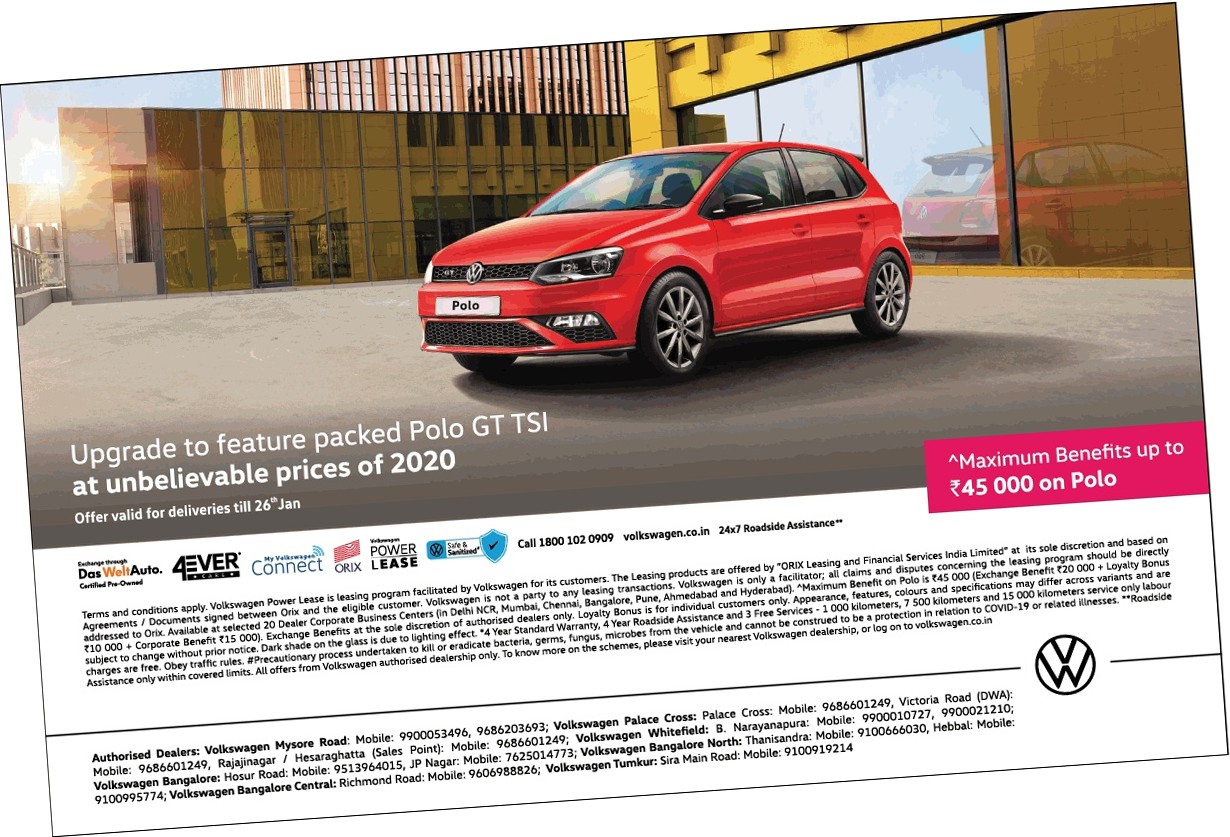 GT
Polo
Upgrade to feature packed Polo GT TSI
at unbelievable prices of 2020
Offer valid for deliveries till 26th Jan
^Maximum Benefits up to
₹45 000 on Polo
Exchange through
Das WeltAuto.
Certified Pre-Owned
4EVER
CARE
My Volkswagen
Connect
ORIX
Volkswagen
POWER
LEASE
Safe &
Sanitized#
Call 1800 102 0909 volkswagen.co.in 24x7 Roadside Assistance**
Terms and conditions apply. Volkswagen Power Lease is leasing program facilitated by Volkswagen for its customers. The Leasing products are offered by "ORIX Leasing and Financial Services India Limited" at its sole discretion and based on
Agreements / Documents signed between Orix and the eligible customer. Volkswagen is not a party to any leasing transactions. Volkswagen is only a facilitator; all claims and disputes concerning the leasing program should be directly
addressed to Orix. Available at selected 20 Dealer Corporate Business Centers (in Delhi NCR, Mumbai, Chennai, Bangalore, Pune, Ahmedabad and Hyderabad). ^Maximum Benefit on Polo is ₹45 000 (Exchange Benefit ₹20 000 + Loyalty Bonus
₹10 000 + Corporate Benefit ₹15 000). Exchange Benefits at the sole discretion of authorised dealers only. Loyalty Bonus is for individual customers only. Appearance, features, colours and specifications may differ across variants and are
subject to change without prior notice. Dark shade on the glass is due to lighting effect. *4 Year Standard Warranty, 4 Year Roadside Assistance and 3 Free Services - 1 000 kilometers, 7 500 kilometers and 15 000 kilometers service only labour
charges are free. Obey traffic rules. #Precautionary process undertaken to kill or eradicate bacteria, germs, fungus, microbes from the vehicle and cannot be construed to be a protection in relation to COVID-19 or related illnesses. **Roadside
Assistance only within covered limits. All offers from Volkswagen authorised dealership only. To know more on the schemes, please visit your nearest Volkswagen dealership, or log on to volkswagen.co.in
Authorised Dealers: Volkswagen Mysore Road: Mobile: 9900053496, 9686203693; Volkswagen Palace Cross: Palace Cross: Mobile: 9686601249, Victoria Road (DWA):
Mobile: 9686601249, Rajajinagar / Hesaraghatta (Sales Point): Mobile: 9686601249; Volkswagen Whitefield: B. Narayanapura: Mobile: 9900010727, 9900021210;
Volkswagen Bangalore: Hosur Road: Mobile: 9513964015, JP Nagar: Mobile: 7625014773; Volkswagen Bangalore North: Thanisandra: Mobile: 9100666030, Hebbal: Mobile:
9100995774; Volkswagen Bangalore Central: Richmond Road: Mobile: 9606988826; Volkswagen Tumkur: Sira Main Road: Mobile: 9100919214